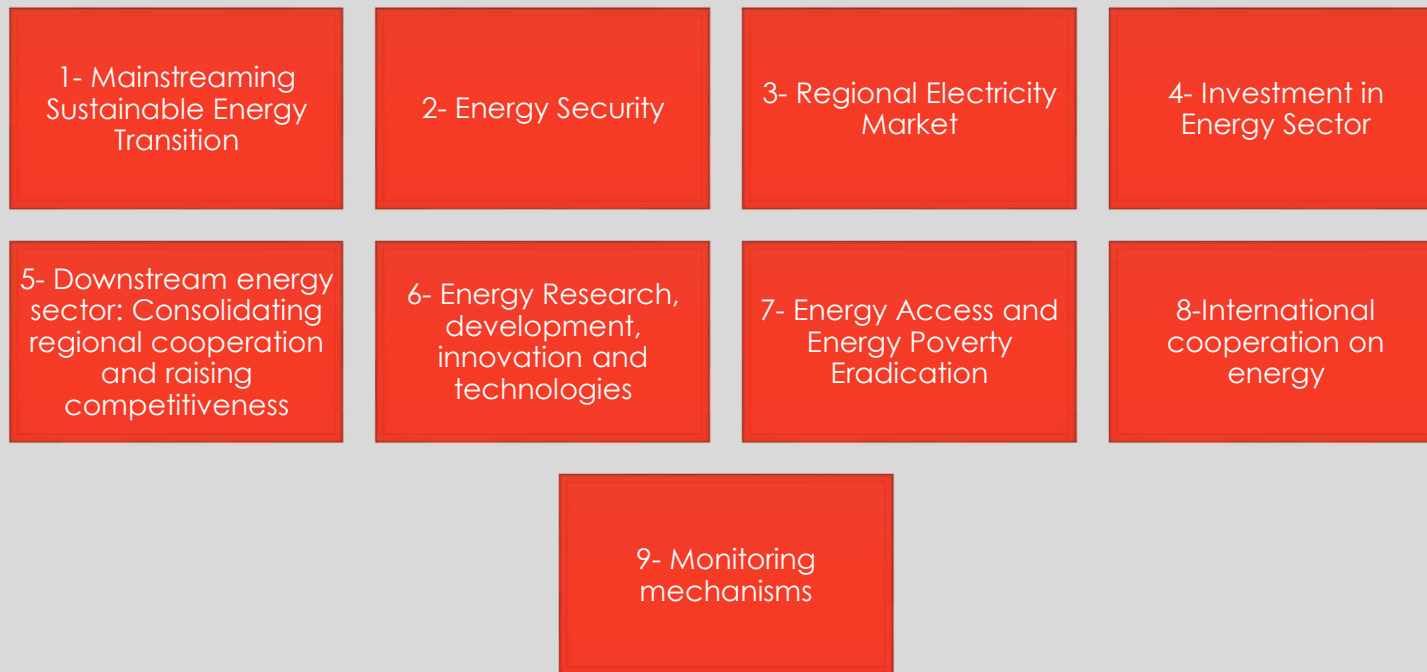 1- Mainstreaming
Sustainable Energy
Transition
2- Energy Security
3- Regional Electricity
Market
4- Investment in
Energy Sector
5- Downstream energy
sector: Consolidating
regional cooperation
and raising
competitiveness
6- Energy Research,
development,
innovation and
technologies
7- Energy Access and
Energy Poverty
Eradication
8-International
cooperation on
energy
9- Monitoring
mechanisms